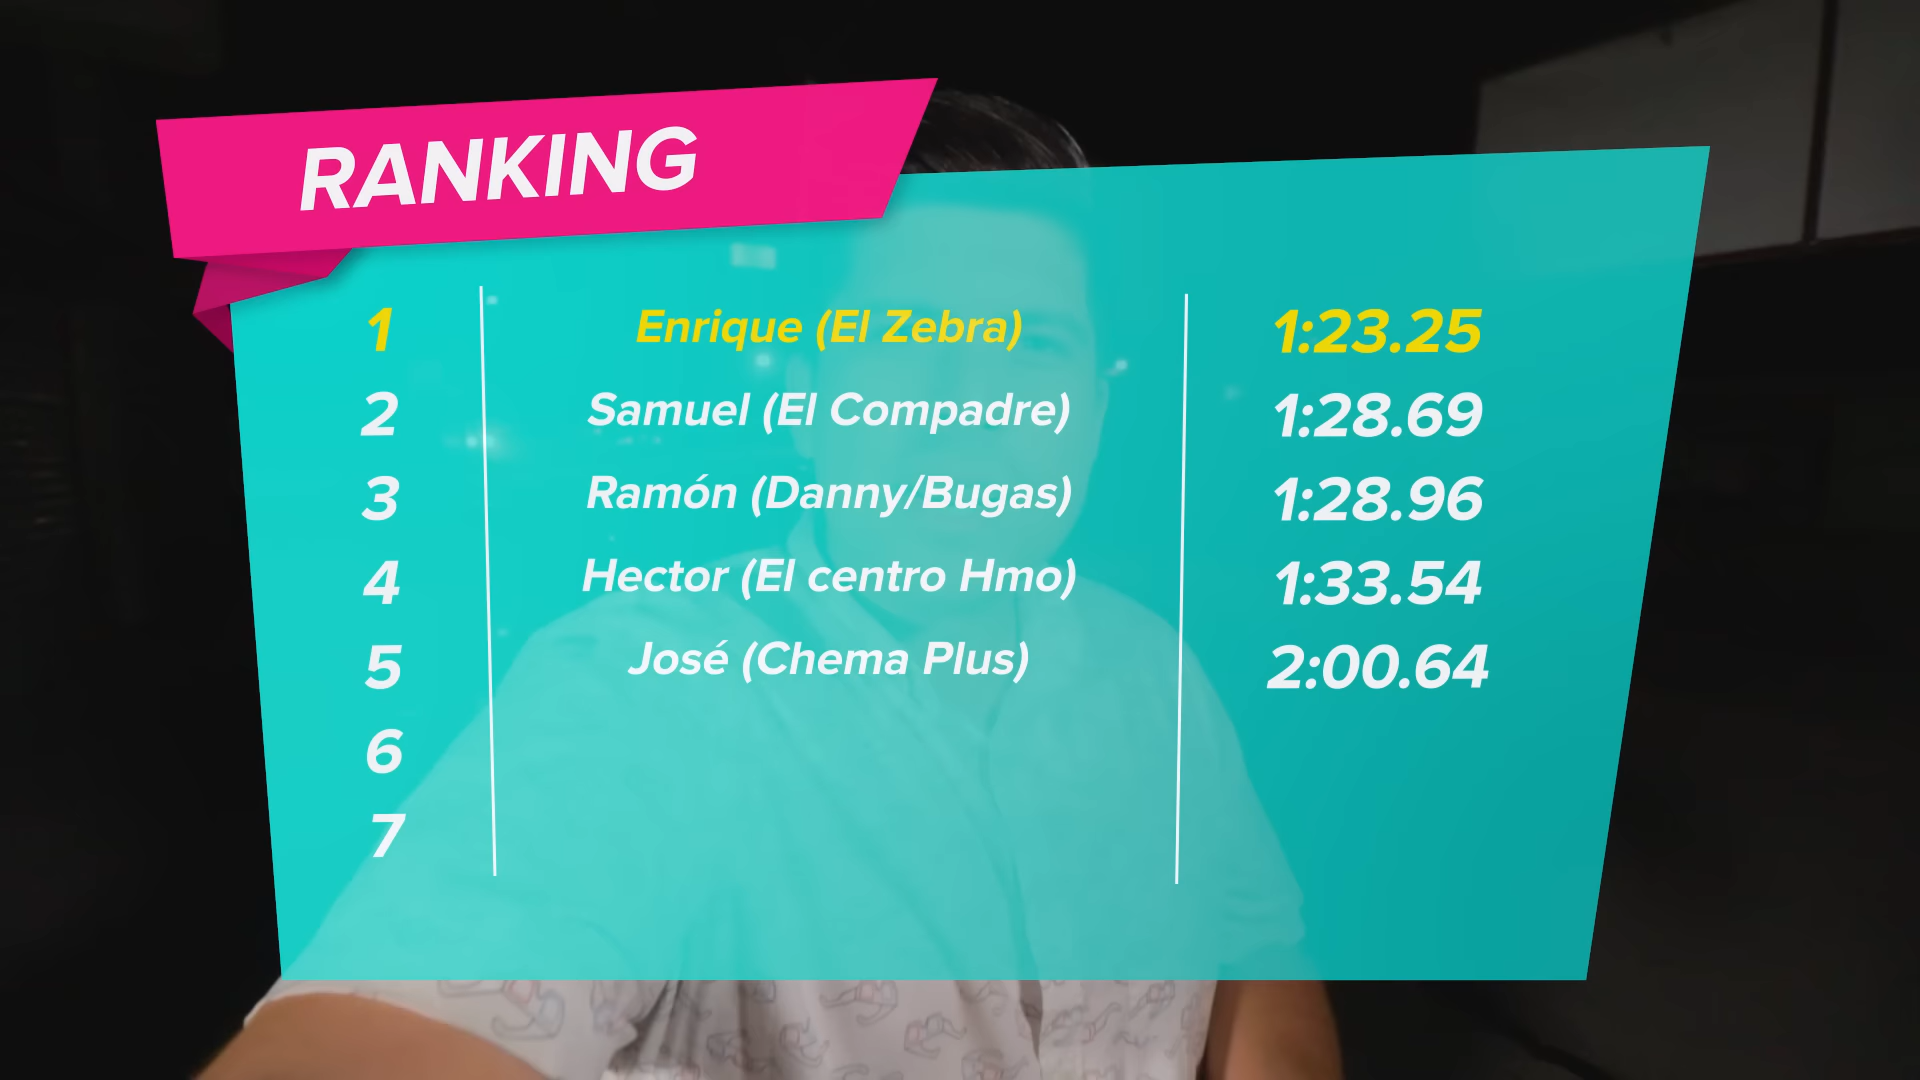 RANKING
1 Enrique (El Zebra) 1:23.25
2 Samuel (El Compadre) 1:28.69
3 Ramón (Danny/Bugas) 1:28.96
4 Hector (El centro Hmo) 1:33.54
5 José (Chema Plus) 2:00.64
6
7